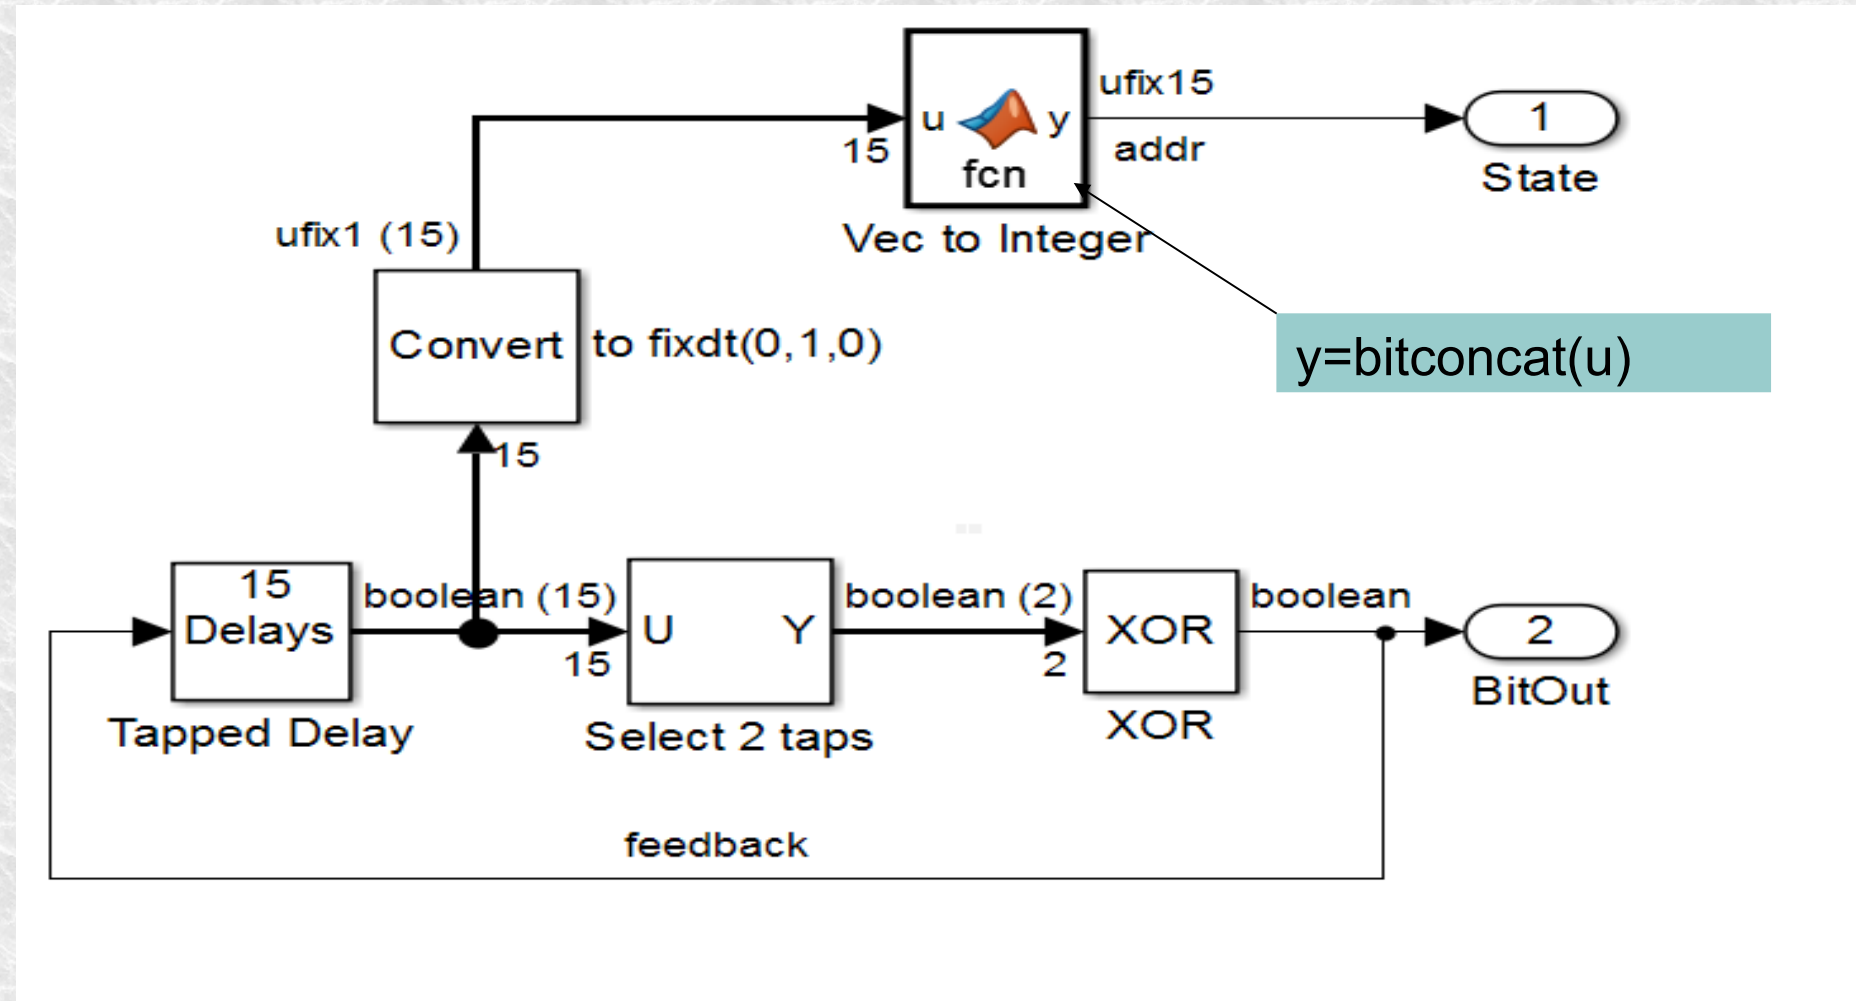 ufix15
u
y
1
15
addr
fcn
State
ufix1 (15)
Vec to Integer
Convert
to fixdt(0,1,0)
y=bitconcat(u)
15
15
Delays
boolean (15)
U
Y
boolean (2)
XOR
boolean
2
15
2
BitOut
Tapped Delay
Select 2 taps
XOR
feedback